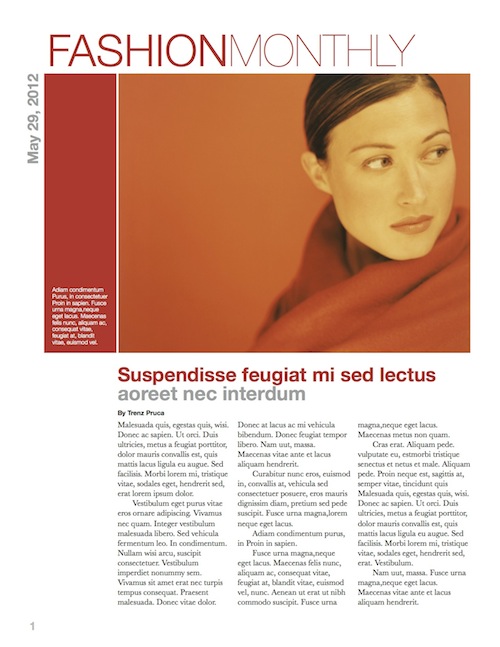 FASHIONMONTHLY
May 29, 2012
Adiam condimentum
Purus, in consectetuer
Proin in sapien. Fusce
urna magna,neque
eget lacus. Maecenas
felis nunc, aliquam ac,
consequat vitae,
feugiat at, blandit
vitae, euismod vel.
Suspendisse feugiat mi sed lectus
aoreet nec interdum
By Trenz Pruca
Malesuada quis, egestas quis, wisi.
Donec ac sapien. Ut orci. Duis
ultricies, metus a feugiat porttitor,
dolor mauris convallis est, quis
mattis lacus ligula eu augue. Sed
facilisis. Morbi lorem mi, tristique
vitae, sodales eget, hendrerit sed,
erat lorem ipsum dolor.
Vestibulum eget purus vitae
eros ornare adipiscing. Vivamus
nec quam. Integer vestibulum
malesuada libero. Sed vehicula
fermentum leo. In condimentum.
Nullam wisi arcu, suscipit
consectetuer. Vestibulum
imperdiet nonummy sem.
Vivamus sit amet erat nec turpis
tempus consequat. Praesent
malesuada. Donec vitae dolor.
Donec at lacus ac mi vehicula
bibendum. Donec feugiat tempor
libero. Nam uut, massa.
Maecenas vitae ante et lacus
aliquam hendrerit.
Curabitur nunc eros, euismod
in, convallis at, vehicula sed
consectetuer posuere, eros mauris
dignissim diam, pretium sed pede
suscipit. Fusce urna magna,lorem
neque eget lacus.
Adiam condimentum purus,
in Proin in sapien.
Fusce urna magna,neque
eget lacus. Maecenas felis nunc,
aliquam ac, consequat vitae,
feugiat at, blandit vitae, euismod
vel, nunc. Aenean ut erat ut nibh
commodo suscipit. Fusce urna
magna,neque eget lacus.
Maecenas metus non quam.
Cras erat. Aliquam pede.
vulputate eu, estmorbi tristique
senectus et netus et male. Aliquam
pede. Proin neque est, sagittis at,
semper vitae, tincidunt quis
Malesuada quis, egestas quis, wisi.
Donec ac sapien. Ut orci. Duis
ultricies, metus a feugiat porttitor,
dolor mauris convallis est, quis
mattis lacus ligula eu augue. Sed
facilisis. Morbi lorem mi, tristique
vitae, sodales eget, hendrerit sed,
erat. Vestibulum.
Nam uut, massa. Fusce urna
magna,neque eget lacus.
Maecenas vitae ante et lacus
aliquam hendrerit.
1